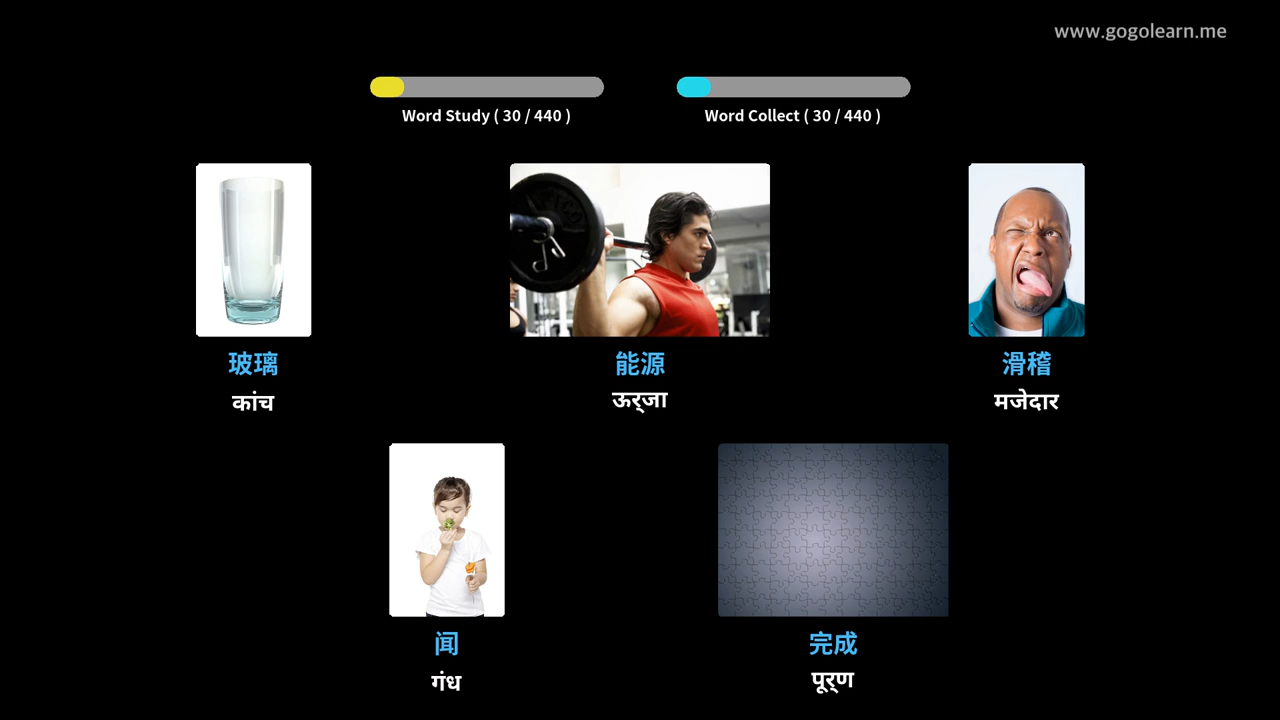 www.gogolearn.me
Word Study ( 30 / 440 )
Word Collect ( 30 / 440 )
玻璃
कांच
能源
ऊर्जा
滑稽
मजेदार
闻
गंध
完成
पूर्ण